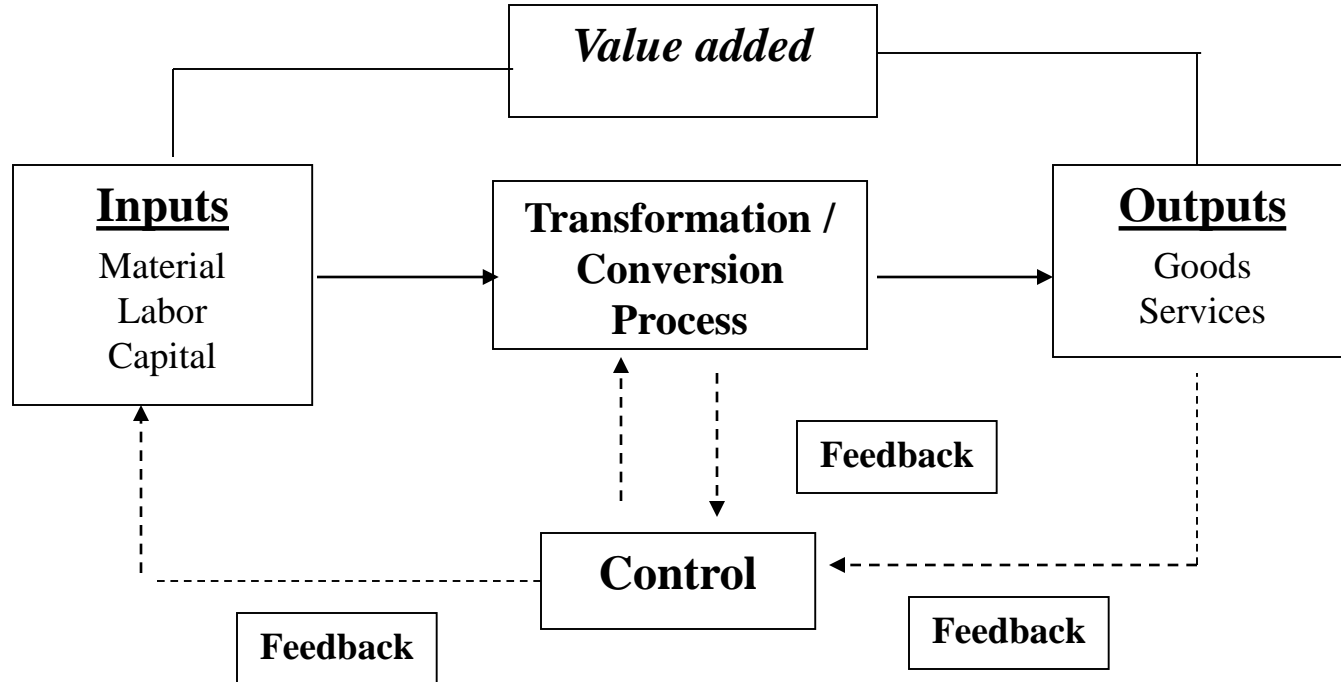 Value added
Inputs
Material
Labor
Capital
Transformation /
Conversion
Process
Outputs
Goods
Services
Feedback
Control
Feedback
Feedback